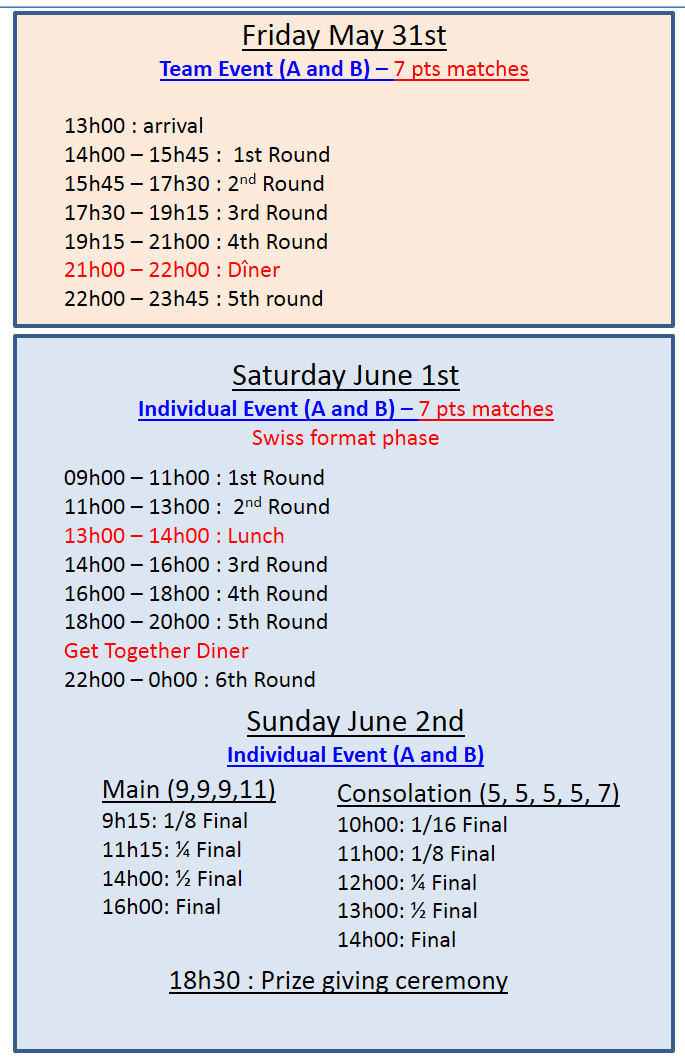 Friday May 31st
Team Event (A and B) – 7 pts matches
13h00 : arrival
14h00 – 15h45 :  1st Round
15h45 – 17h30 : 2nd Round
17h30 – 19h15 : 3rd Round
19h15 – 21h00 : 4th Round
21h00 – 22h00 : Dîner
22h00 – 23h45 : 5th round
Saturday June 1st
Individual Event (A and B) – 7 pts matches
Swiss format phase
09h00 – 11h00 : 1st Round
11h00 – 13h00 :  2nd Round
13h00 – 14h00 : Lunch
14h00 – 16h00 : 3rd Round
16h00 – 18h00 : 4th Round
18h00 – 20h00 : 5th Round
Get Together Diner
22h00 – 0h00 : 6th Round
Sunday June 2nd
Individual Event (A and B)
Main (9,9,9,11)
9h15: 1/8 Final
11h15: ¼ Final
14h00: ½ Final
16h00: Final
Consolation (5, 5, 5, 5, 7)
10h00: 1/16 Final
11h00: 1/8 Final
12h00: ¼ Final
13h00: ½ Final
14h00: Final
18h30 : Prize giving ceremony